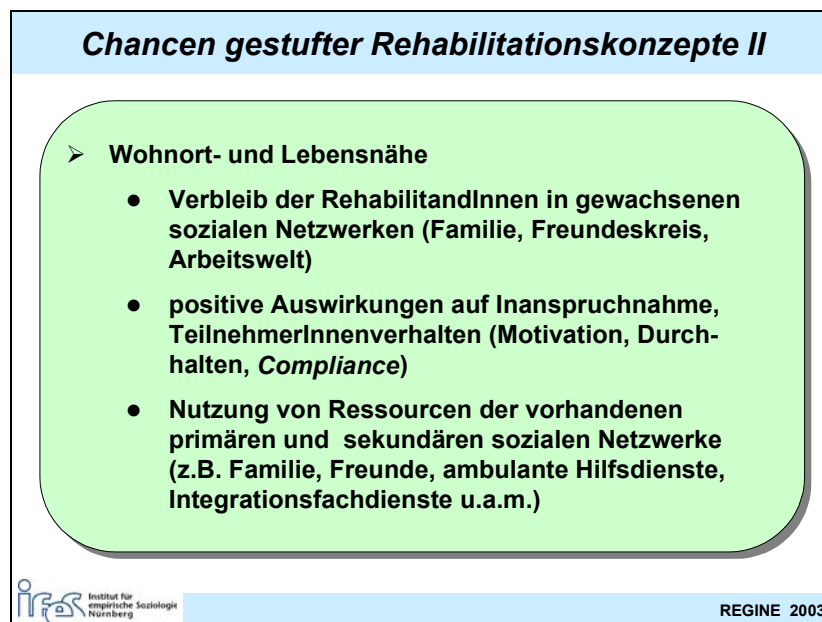 Chancen gestufter Rehabilitationskonzepte II
➢ Wohnort- und Lebensnähe
● Verbleib der RehabilitandInnen in gewachsenen
sozialen Netzwerken (Familie, Freundeskreis,
Arbeitswelt)
● positive Auswirkungen auf Inanspruchnahme,
TeilnehmerInnenverhalten (Motivation, Durch-
halten, Compliance)
● Nutzung von Ressourcen der vorhandenen
primären und sekundären sozialen Netzwerke
(z.B. Familie, Freunde, ambulante Hilfsdienste,
Integrationsfachdienste u.a.m.)
ifes Institut für
empirische Soziologie
Nürnberg
REGINE 2003